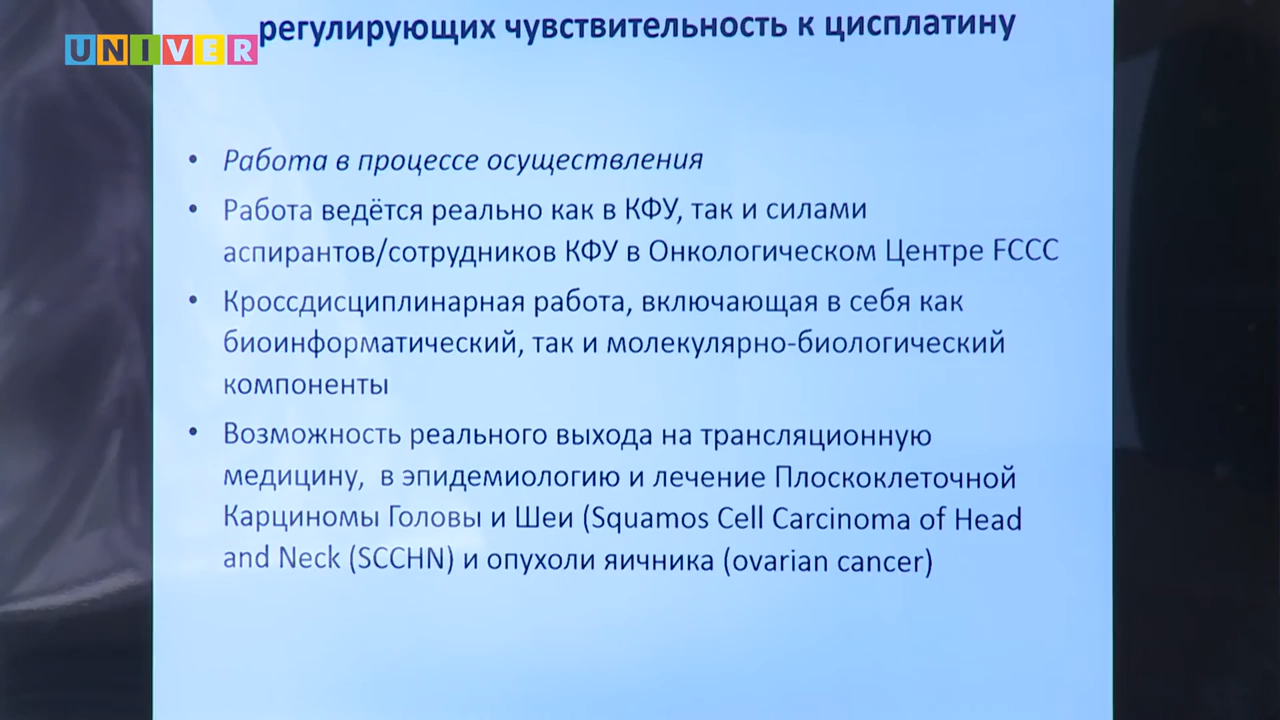 регулирующих чувствительность к цисплатину
UNIVER
• Работа в процессе осуществления
• Работа ведётся реально как в КФУ, так и силами
аспирантов/сотрудников КФУ в Онкологическом Центре FCCC
• Кроссдисциплинарная работа, включающая в себя как
биоинформатический, так и молекулярно-биологический
компоненты
• Возможность реального выхода на трансляционную
медицину, в эпидемиологию и лечение Плоскоклеточной
Карциномы Головы и Шеи (Squamos Cell Carcinoma of Head
and Neck (SCCHN) и опухоли яичника (ovarian cancer)